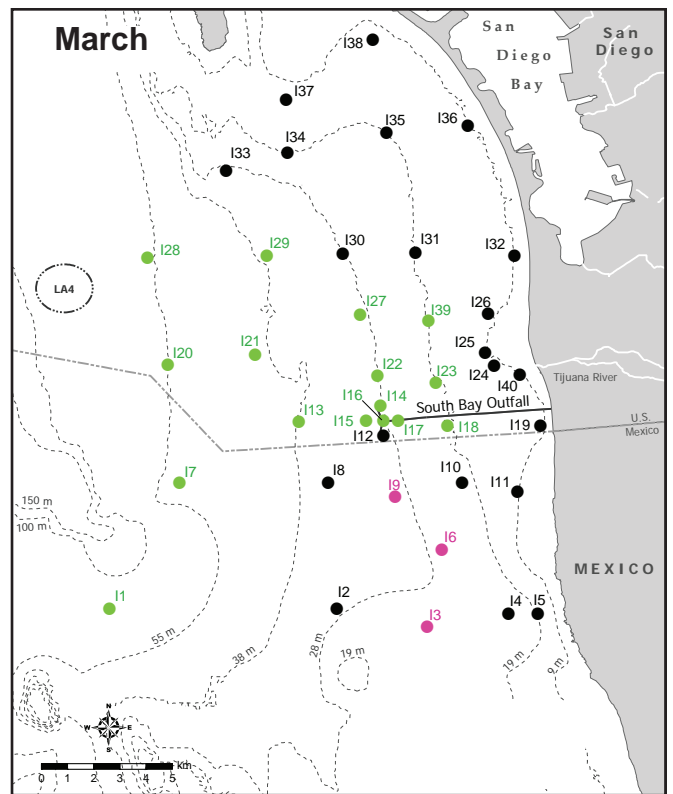 March
San
Diego
Bay
San
Diego
I38
I37
I36
I35
I34
I33
I32
I31
I30
I29
I28
LA4
I27
I39
I26
I25
I24
I40
I21
I20
I22
I23
Tijuana River
I16
I14
South Bay Outfall
I13
I15
I17
I18
I12
I19
U.S.
Mexico
I7
I8
I9
I10
I11
150 m
100 m
I6
MEXICO
I1
I2
I3
I4
I5
55 m
38 m
28 m
19 m
19 m
9 m
N
W E
S
km
0 1 2 3 4 5